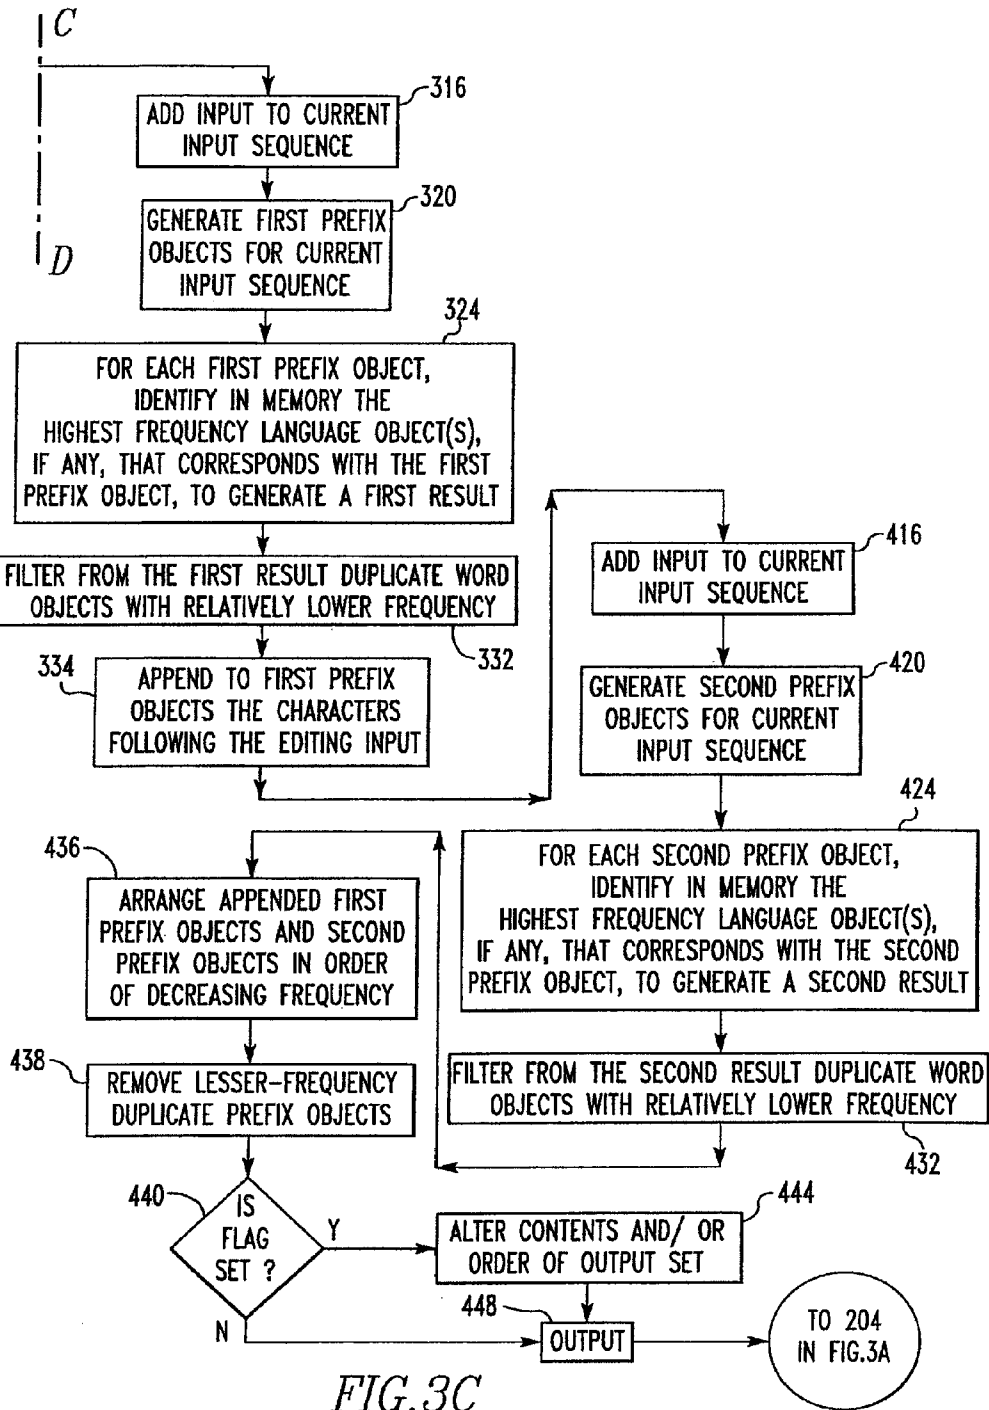 C
D
316
ADD INPUT TO CURRENT
INPUT SEQUENCE
320
GENERATE FIRST PREFIX
OBJECTS FOR CURRENT
INPUT SEQUENCE
324
FOR EACH FIRST PREFIX OBJECT,
IDENTIFY IN MEMORY THE
HIGHEST FREQUENCY LANGUAGE OBJECT(S),
IF ANY, THAT CORRESPONDS WITH THE FIRST
PREFIX OBJECT, TO GENERATE A FIRST RESULT
FILTER FROM THE FIRST RESULT DUPLICATE WORD
OBJECTS WITH RELATIVELY LOWER FREQUENCY
332
334
APPEND TO FIRST PREFIX
OBJECTS THE CHARACTERS
FOLLOWING THE EDITING INPUT
416
ADD INPUT TO CURRENT
INPUT SEQUENCE
420
GENERATE SECOND PREFIX
OBJECTS FOR CURRENT
INPUT SEQUENCE
424
FOR EACH SECOND PREFIX OBJECT,
IDENTIFY IN MEMORY THE
HIGHEST FREQUENCY LANGUAGE OBJECT(S),
IF ANY, THAT CORRESPONDS WITH THE SECOND
PREFIX OBJECT, TO GENERATE A SECOND RESULT
FILTER FROM THE SECOND RESULT DUPLICATE WORD
OBJECTS WITH RELATIVELY LOWER FREQUENCY
432
436
ARRANGE APPENDED FIRST
PREFIX OBJECTS AND SECOND
PREFIX OBJECTS IN ORDER
OF DECREASING FREQUENCY
438
REMOVE LESSER-FREQUENCY
DUPLICATE PREFIX OBJECTS
440
IS
FLAG
SET ?
Y
N
444
ALTER CONTENTS AND/ OR
ORDER OF OUTPUT SET
448
OUTPUT
TO 204
IN FIG.3A
FIG.3C